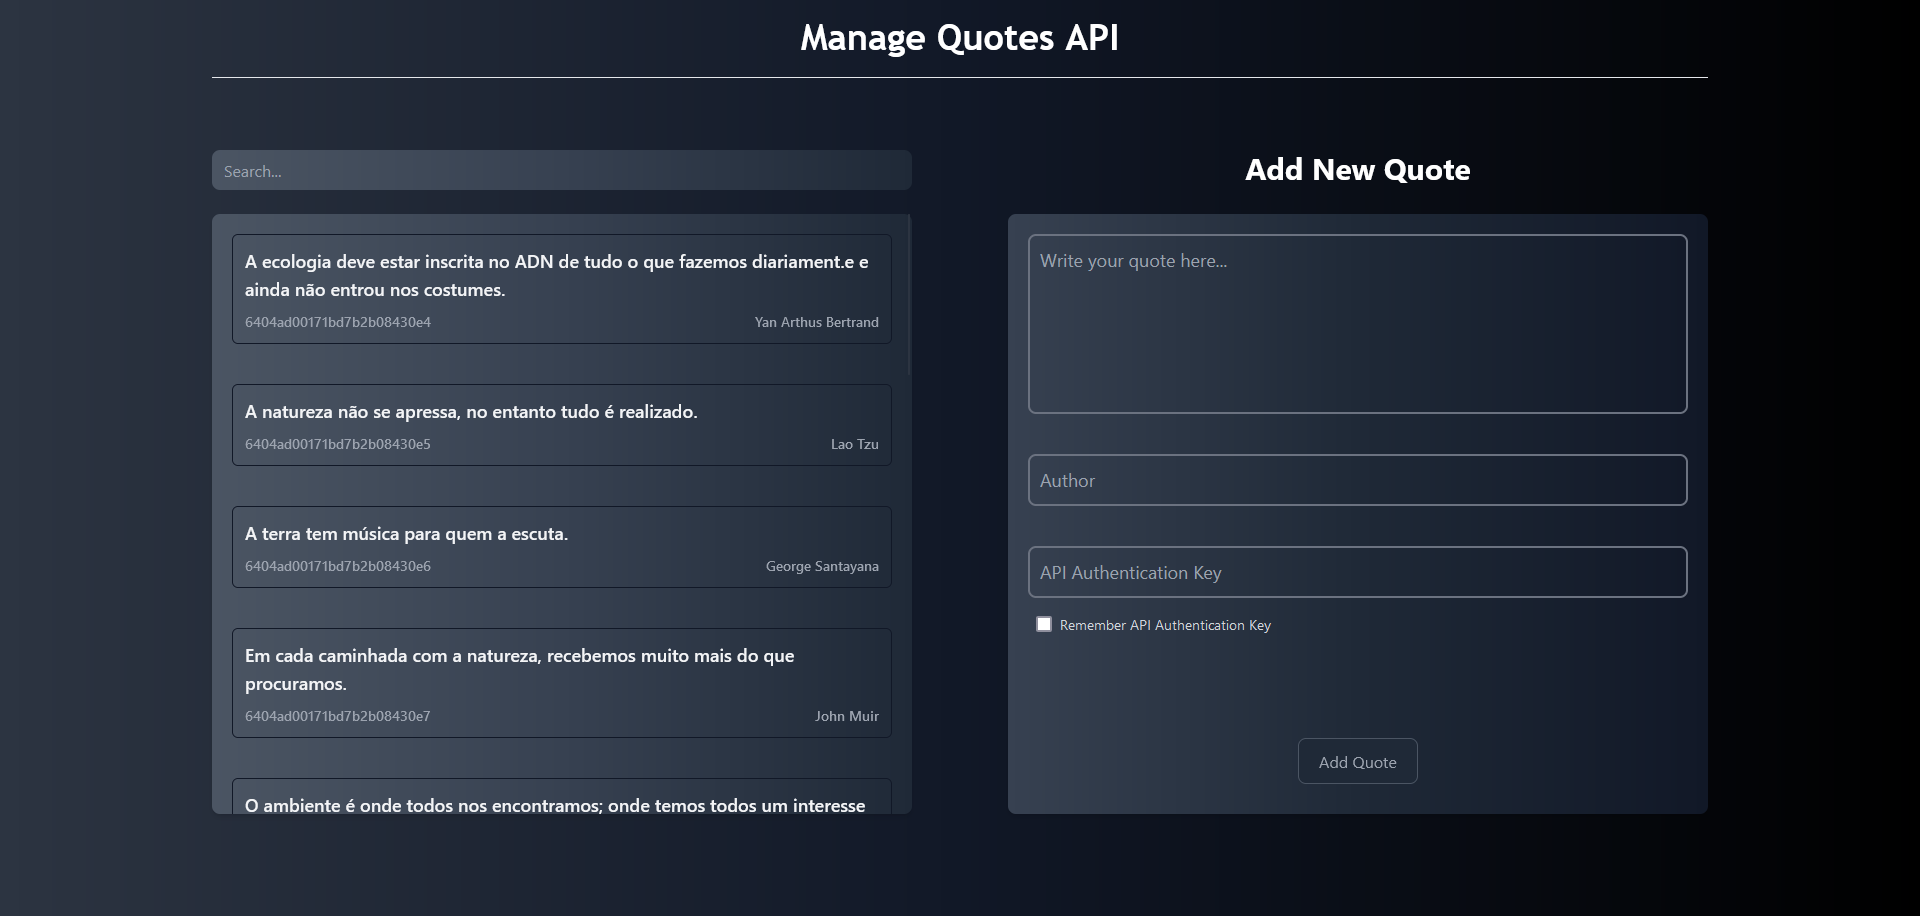 Manage Quotes API
Search...
A ecologia deve estar inscrita no ADN de tudo o que fazemos diariament.e e
ainda não entrou nos costumes.
6404ad00171bd7b2b08430e4 Yan Arthus Bertrand
A natureza não se apressa, no entanto tudo é realizado.
6404ad00171bd7b2b08430e5 Lao Tzu
A terra tem música para quem a escuta.
6404ad00171bd7b2b08430e6 George Santayana
Em cada caminhada com a natureza, recebemos muito mais do que
procuramos.
6404ad00171bd7b2b08430e7 John Muir
O ambiente é onde todos nos encontramos; onde temos todos um interesse
Add New Quote
Write your quote here...
Author
API Authentication Key
Remember API Authentication Key
Add Quote